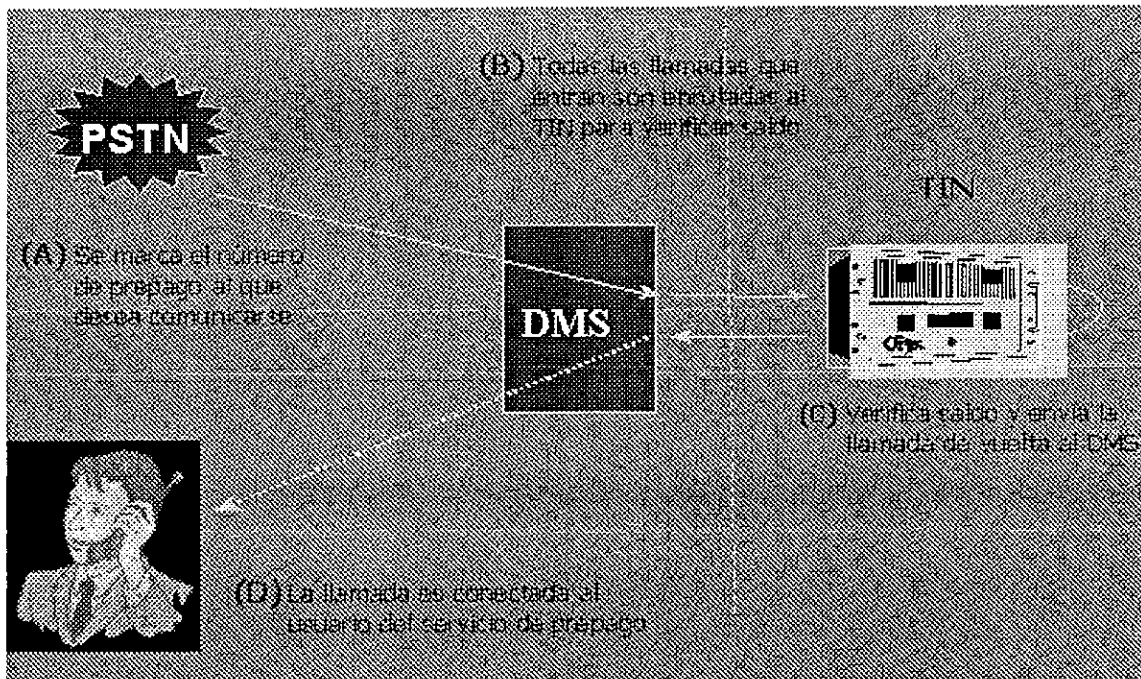 PSTN
(B) Todas las llamadas que
entran son enrutadas al
TIN para verificar saldo
TIN
(A) Se marca el número
de prepago al que
desea comunicarse
DMS
(C) Verifica saldo y envía la
llamada de vuelta al DMS
(D) La llamada es conectada al
usuario del servicio de prepago